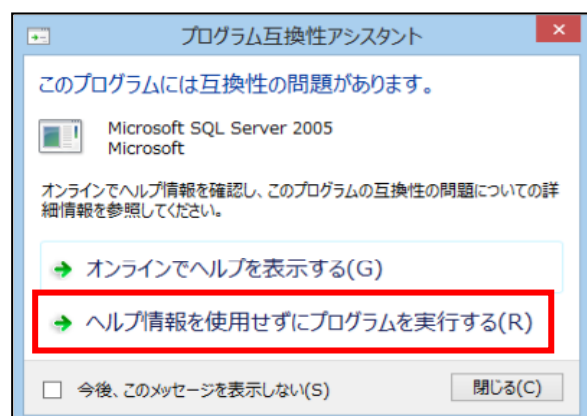 プログラム互換性アシスタント
このプログラムには互換性の問題があります。
Microsoft SQL Server 2005
Microsoft
オンラインでヘルプ情報を確認し、このプログラムの互換性の問題についての詳
細情報を参照してください。
オンラインでヘルプを表示する(G)
ヘルプ情報を使用せずにプログラムを実行する(R)
今後、このメッセージを表示しない(S)
閉じる(C)